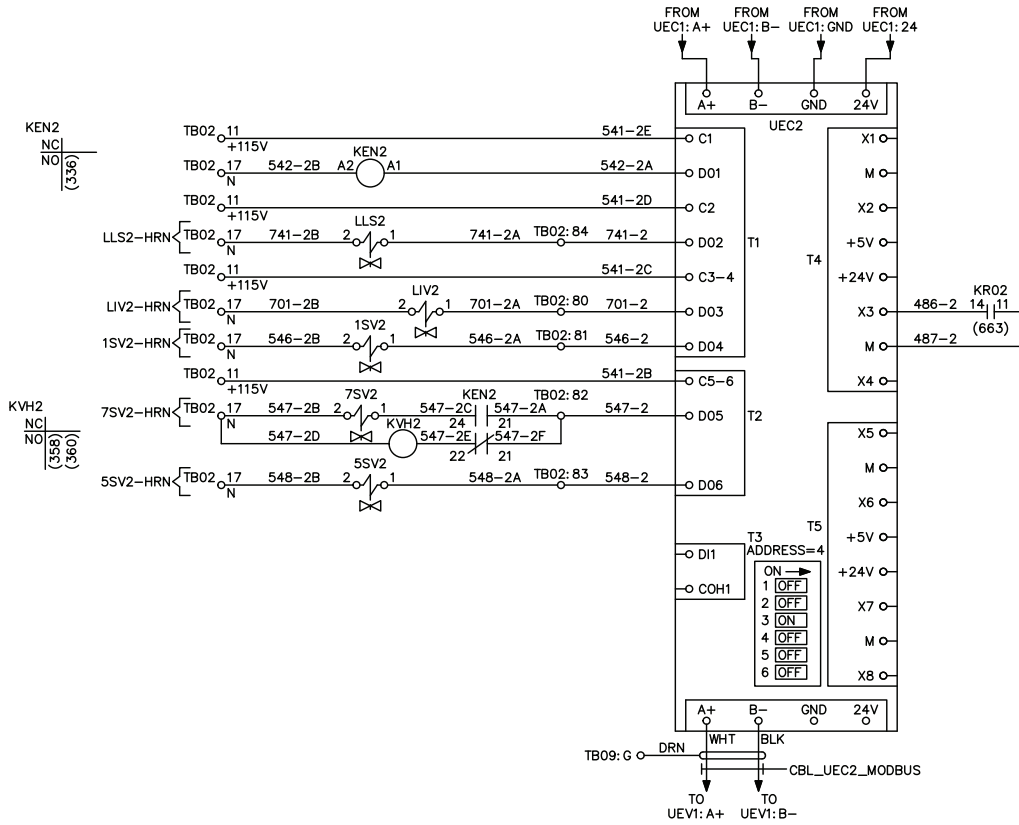 FROM UEC1: A+
FROM UEC1: B−
FROM UEC1: GND
FROM UEC1: 24
A+ B− GND 24V
UEC2
KEN2
NC
NO
(336)
TB02 11 +115V 541-2E C1
TB02 17 N 542-2B A2 KEN2 A1 542-2A DO1
TB02 11 +115V 541-2D C2
LLS2-HRN TB02 17 N 741-2B 2 LLS2 1 741-2A TB02: 84 741-2 DO2
TB02 11 +115V 541-2C C3-4
LIV2-HRN TB02 17 N 701-2B 2 LIV2 1 701-2A TB02: 80 701-2 DO3
1SV2-HRN TB02 17 N 546-2B 2 1SV2 1 546-2A TB02: 81 546-2 DO4
T1
TB02 11 +115V 541-2B C5-6
KVH2
NC
NO
(358)
(360)
7SV2-HRN TB02 17 N 547-2B 2 7SV2 1 547-2C KEN2 24 21 547-2A TB02: 82 547-2 DO5
547-2D KVH2 547-2E 22 21 547-2F
5SV2-HRN TB02 17 N 548-2B 2 5SV2 1 548-2A TB02: 83 548-2 DO6
T2
DI1
COH1
T3
ADDRESS=4
ON
1 OFF
2 OFF
3 ON
4 OFF
5 OFF
6 OFF
T4
X1
M
X2
+5V
+24V
X3 486-2 14 KR02 11 (663)
M 487-2
X4
T5
X5
M
X6
+5V
+24V
X7
M
X8
A+ B− GND 24V
WHT BLK
TB09: G DRN
CBL_UEC2_MODBUS
TO UEV1: A+
TO UEV1: B−